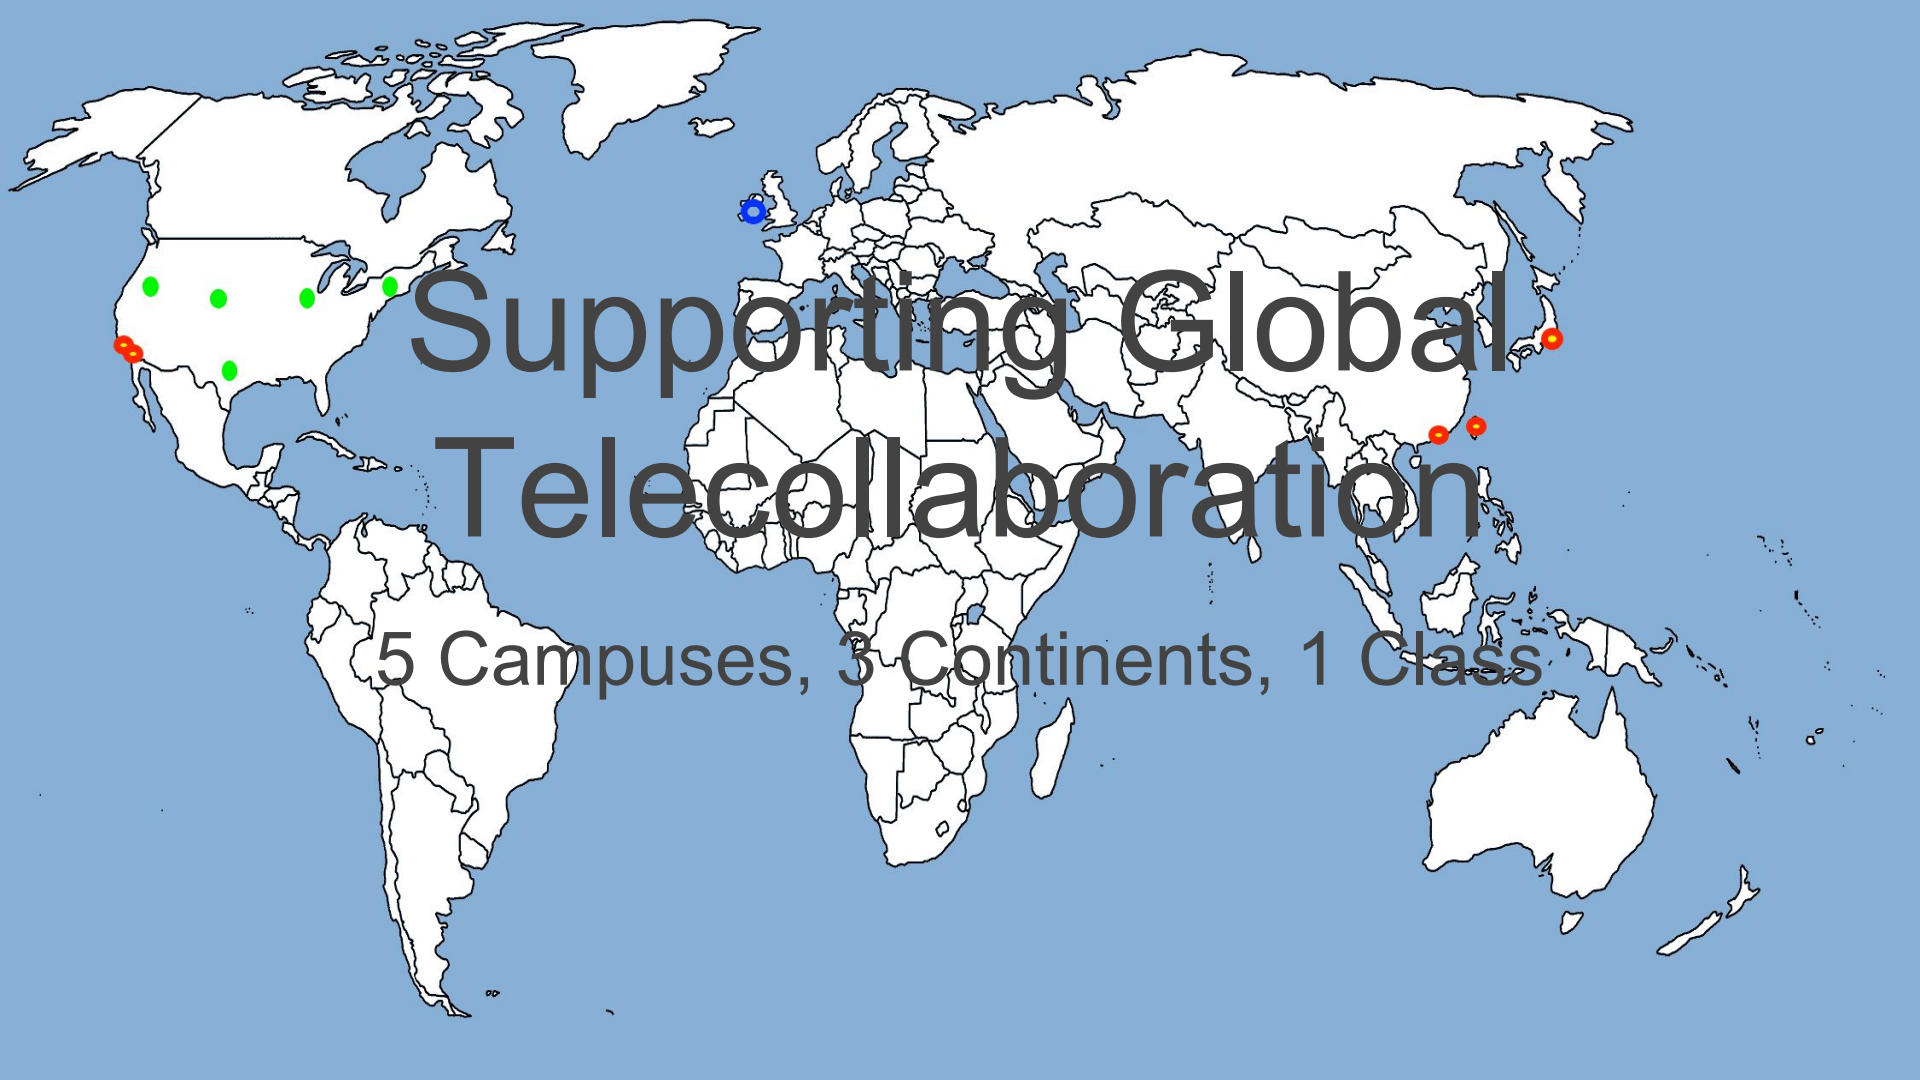 Supporting Global
Telecollaboration
5 Campuses, 3 Continents, 1 Class